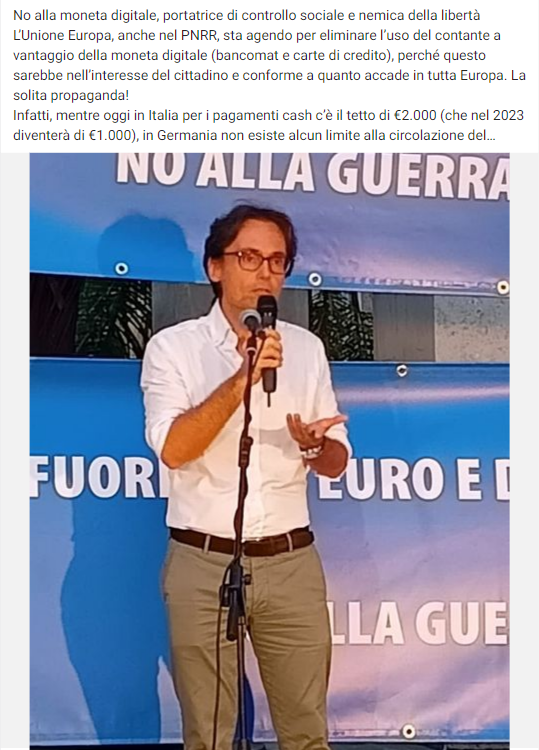 No alla moneta digitale, portatrice di controllo sociale e nemica della libertà
L'Unione Europa, anche nel PNRR, sta agendo per eliminare l'uso del contante a
vantaggio della moneta digitale (bancomat e carte di credito), perché questo
sarebbe nell'interesse del cittadino e conforme a quanto accade in tutta Europa. La
solita propaganda!
Infatti, mentre oggi in Italia per i pagamenti cash c'è il tetto di €2.000 (che nel 2023
diventerà di €1.000), in Germania non esiste alcun limite alla circolazione del...
NO ALLA GUERRA
FUORI EURO E D
LLA GUE